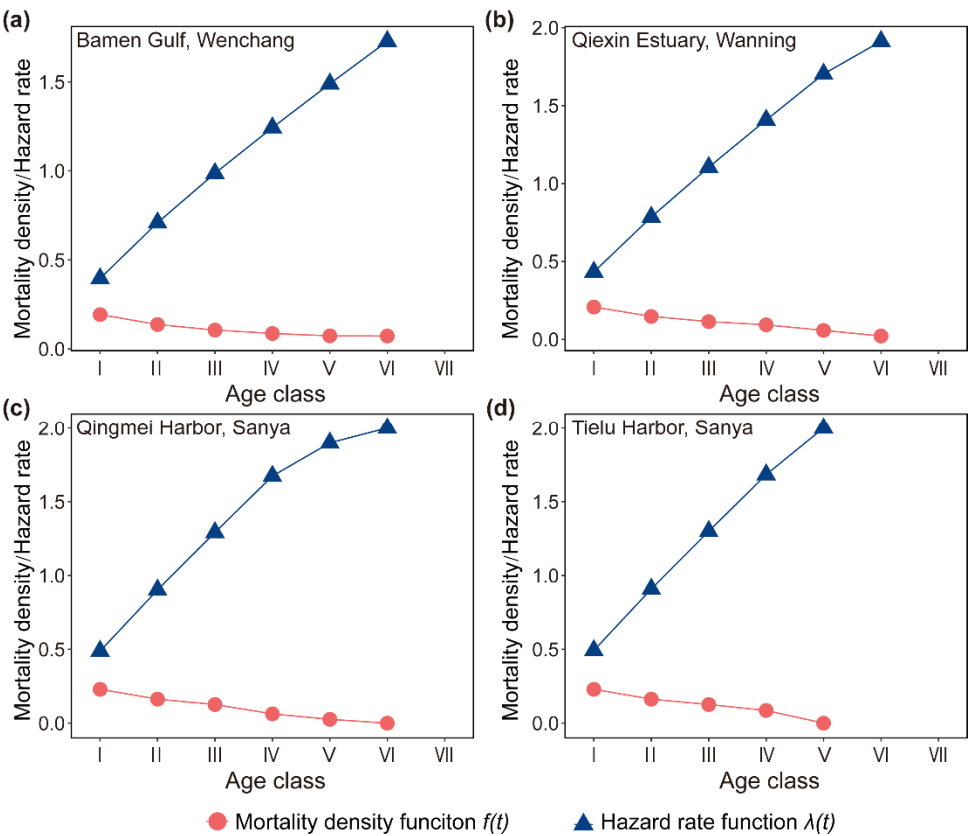 (a)
Bamen Gulf, Wenchang
Mortality density/Hazard rate
1.5
1.0
0.5
0.0
I II III IV V VI VII
Age class
(b)
Qiexin Estuary, Wanning
Mortality density/Hazard rate
2.0
1.5
1.0
0.5
0.0
I II III IV V VI VII
Age class
(c)
Qingmei Harbor, Sanya
Mortality density/Hazard rate
2.0
1.5
1.0
0.5
0.0
I II III IV V VI VII
Age class
(d)
Tielu Harbor, Sanya
Mortality density/Hazard rate
2.0
1.5
1.0
0.5
0.0
I II III IV V VI VII
Age class
Mortality density funciton f(t) Hazard rate function λ(t)